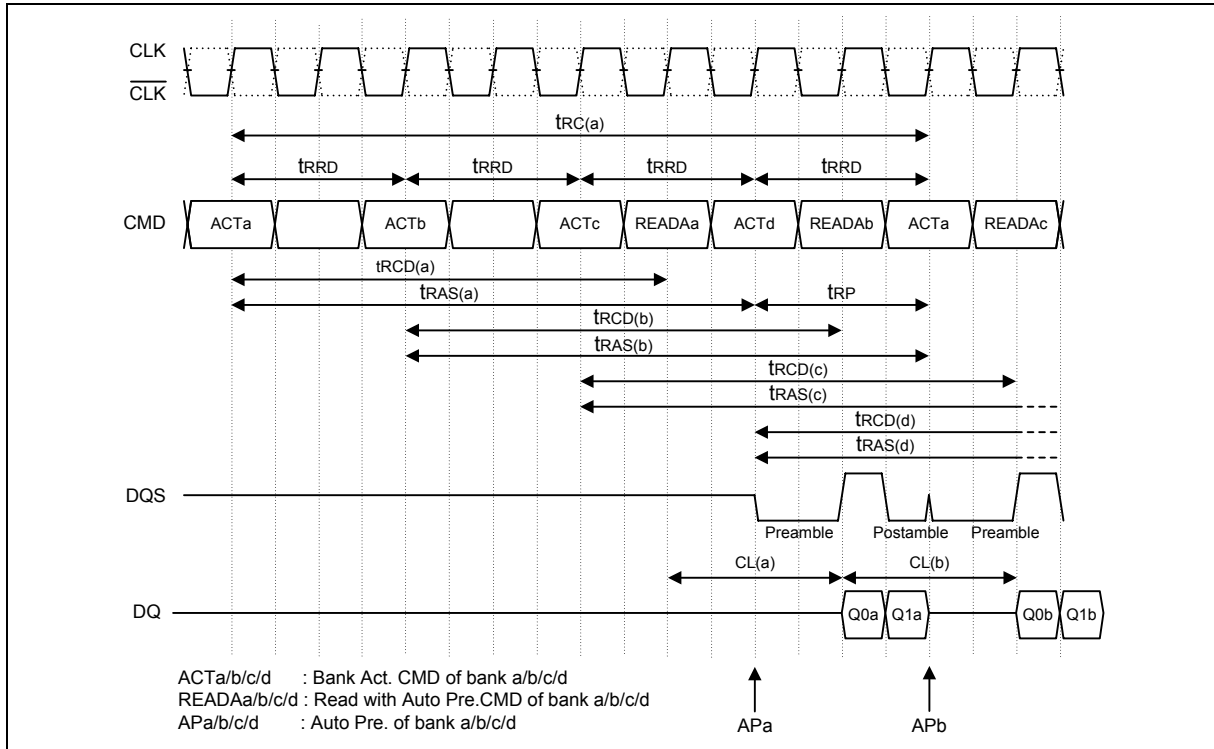 CLK
CLK
tRC(a)
tRRD tRRD tRRD tRRD
CMD ACTa ACTb ACTc READAa ACTd READAb ACTa READAc
tRCD(a)
tRAS(a) tRP
tRCD(b)
tRAS(b)
tRCD(c)
tRAS(c)
tRCD(d)
tRAS(d)
DQS
Preamble Postamble Preamble
CL(a) CL(b)
DQ Q0a Q1a Q0b Q1b
ACTa/b/c/d : Bank Act. CMD of bank a/b/c/d
READAa/b/c/d : Read with Auto Pre.CMD of bank a/b/c/d
APa/b/c/d : Auto Pre. of bank a/b/c/d
APa APb